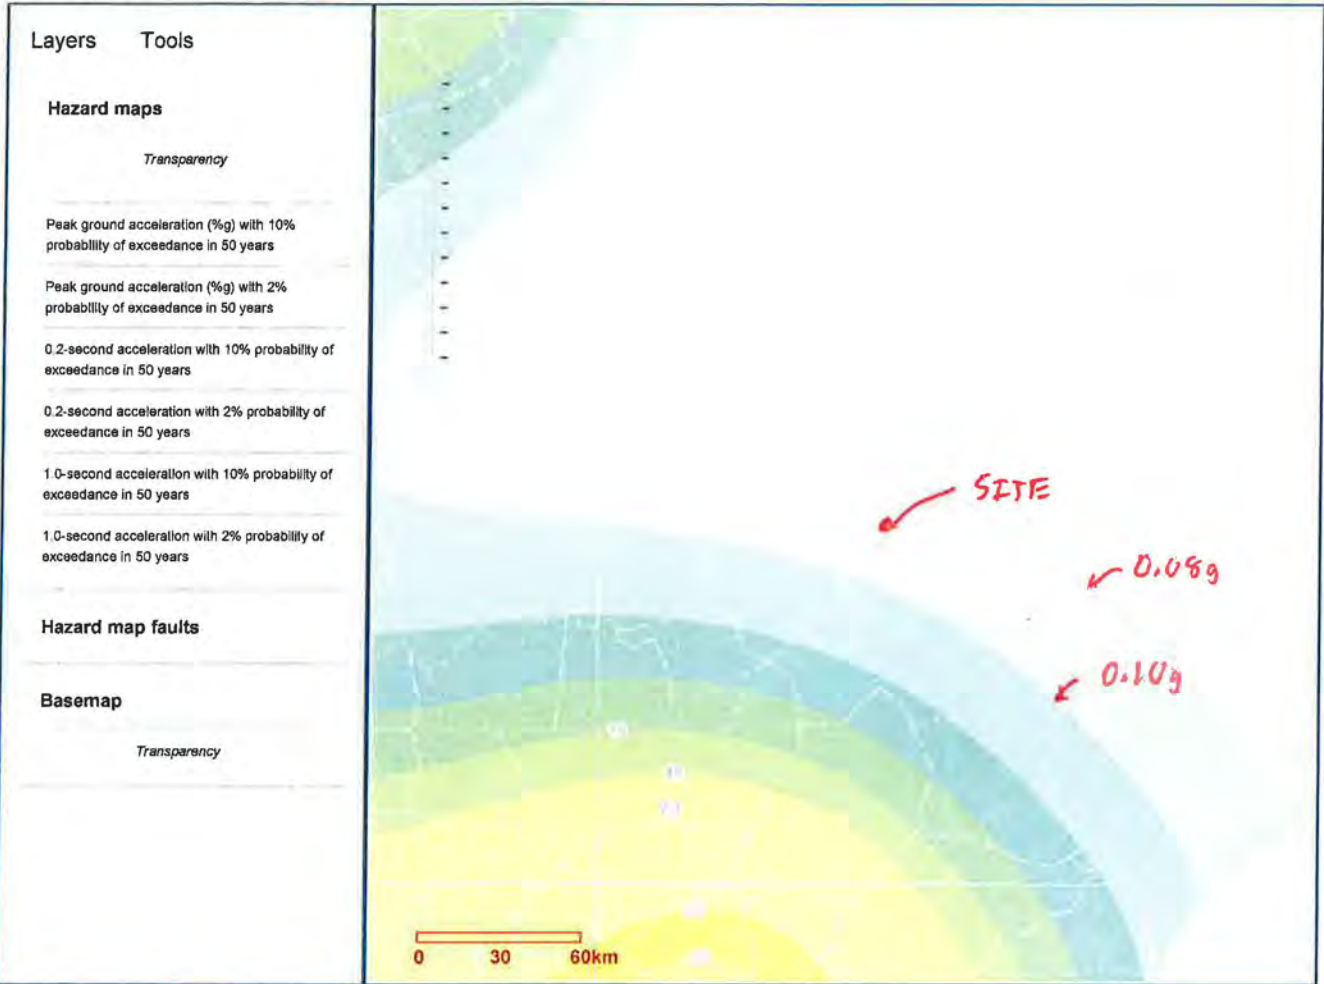 Layers Tools
Hazard maps
Transparency
Peak ground acceleration (%g) with 10%
probability of exceedance in 50 years
Peak ground acceleration (%g) with 2%
probability of exceedance in 50 years
0.2-second acceleration with 10% probability of
exceedance in 50 years
0.2-second acceleration with 2% probability of
exceedance in 50 years
1.0-second acceleration with 10% probability of
exceedance in 50 years
1.0-second acceleration with 2% probability of
exceedance in 50 years
Hazard map faults
Basemap
Transparency
SITE
0.08g
0.10g
0 30 60km